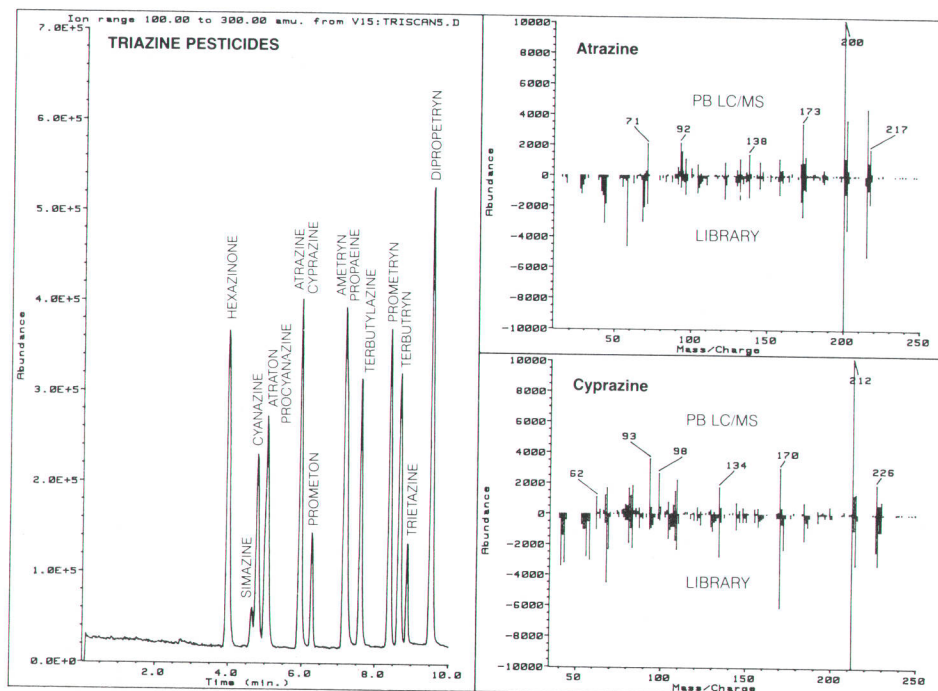 Ion range 100.00 to 300.00 amu. from V15:TRISCAN5.D
TRIAZINE PESTICIDES
7.0E+5
6.0E+5
5.0E+5
4.0E+5
3.0E+5
2.0E+5
1.0E+5
0.0E+0
Abundance
HEXAZINONE
SIMAZINE
CYANAZINE
ATRATON
PROCYANAZINE
ATRAZINE
CYPRAZINE
PROMETON
AMETRYN
PROPAEINE
TERBUTYLAZINE
PROMETRYN
TERBUTRYN
TRIETAZINE
DIPROPETRYN
2.0
4.0
6.0
8.0
10.0
Time (min.)
Atrazine
10000
8000
6000
4000
2000
0
-2000
-4000
-6000
-8000
-10000
Abundance
PB LC/MS
LIBRARY
71
92
138
173
200
217
50
100
150
200
250
Mass/Charge
Cyprazine
10000
8000
6000
4000
2000
0
-2000
-4000
-6000
-8000
-10000
Abundance
PB LC/MS
LIBRARY
62
93
98
134
170
212
226
50
100
150
200
250
Mass/Charge